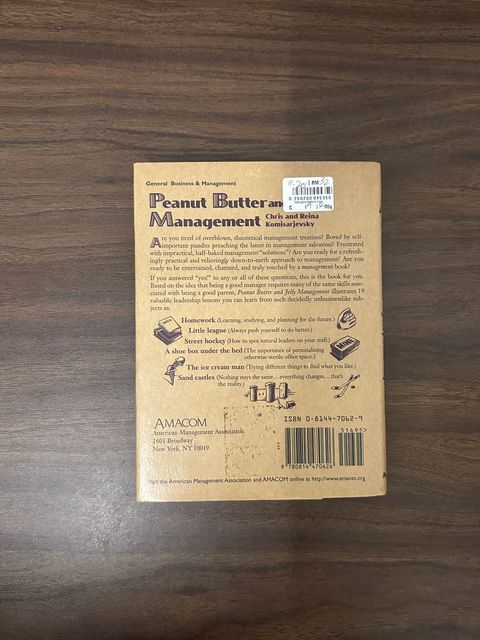 General Business & Management
Peanut Butter and
Management Chris and Reina
Komisarjevsky
RM
Are you tired of overblown, theoretical management treatises? Bored by self-
important pundits preaching the latest in management salvation? Frustrated
with impractical, half-baked management "solutions"? Are you ready for a refresh-
ingly practical and relievingly down-to-earth approach to management? Are you
ready to be entertained, charmed, and truly touched by a management book?
If you answered "yes!" to any or all of these questions, this is the book for you.
Based on the idea that being a good manager requires many of the same skills asso-
ciated with being a good parent, Peanut Butter and Jelly Management illustrates 19
valuable leadership lessons you can learn from such decidedly unbusinesslike sub-
jects as:
Homework (Learning, studying, and planning for the future.)
Little league (Always push yourself to do better.)
Street hockey (How to spot natural leaders on your staff.)
A shoe box under the bed (The importance of personalizing
otherwise sterile office space.)
MINE
The ice cream man (Trying different things to find what you like.)
Sand castles (Nothing stays the same...everything changes... that's
the reality.)
AMACOM
American Management Association
1601 Broadway
New York, NY 10019
ISBN 0-8144-7062-9
51695>
9 780814 470626
Visit the American Management Association and AMACOM online at http://www.amanet.org